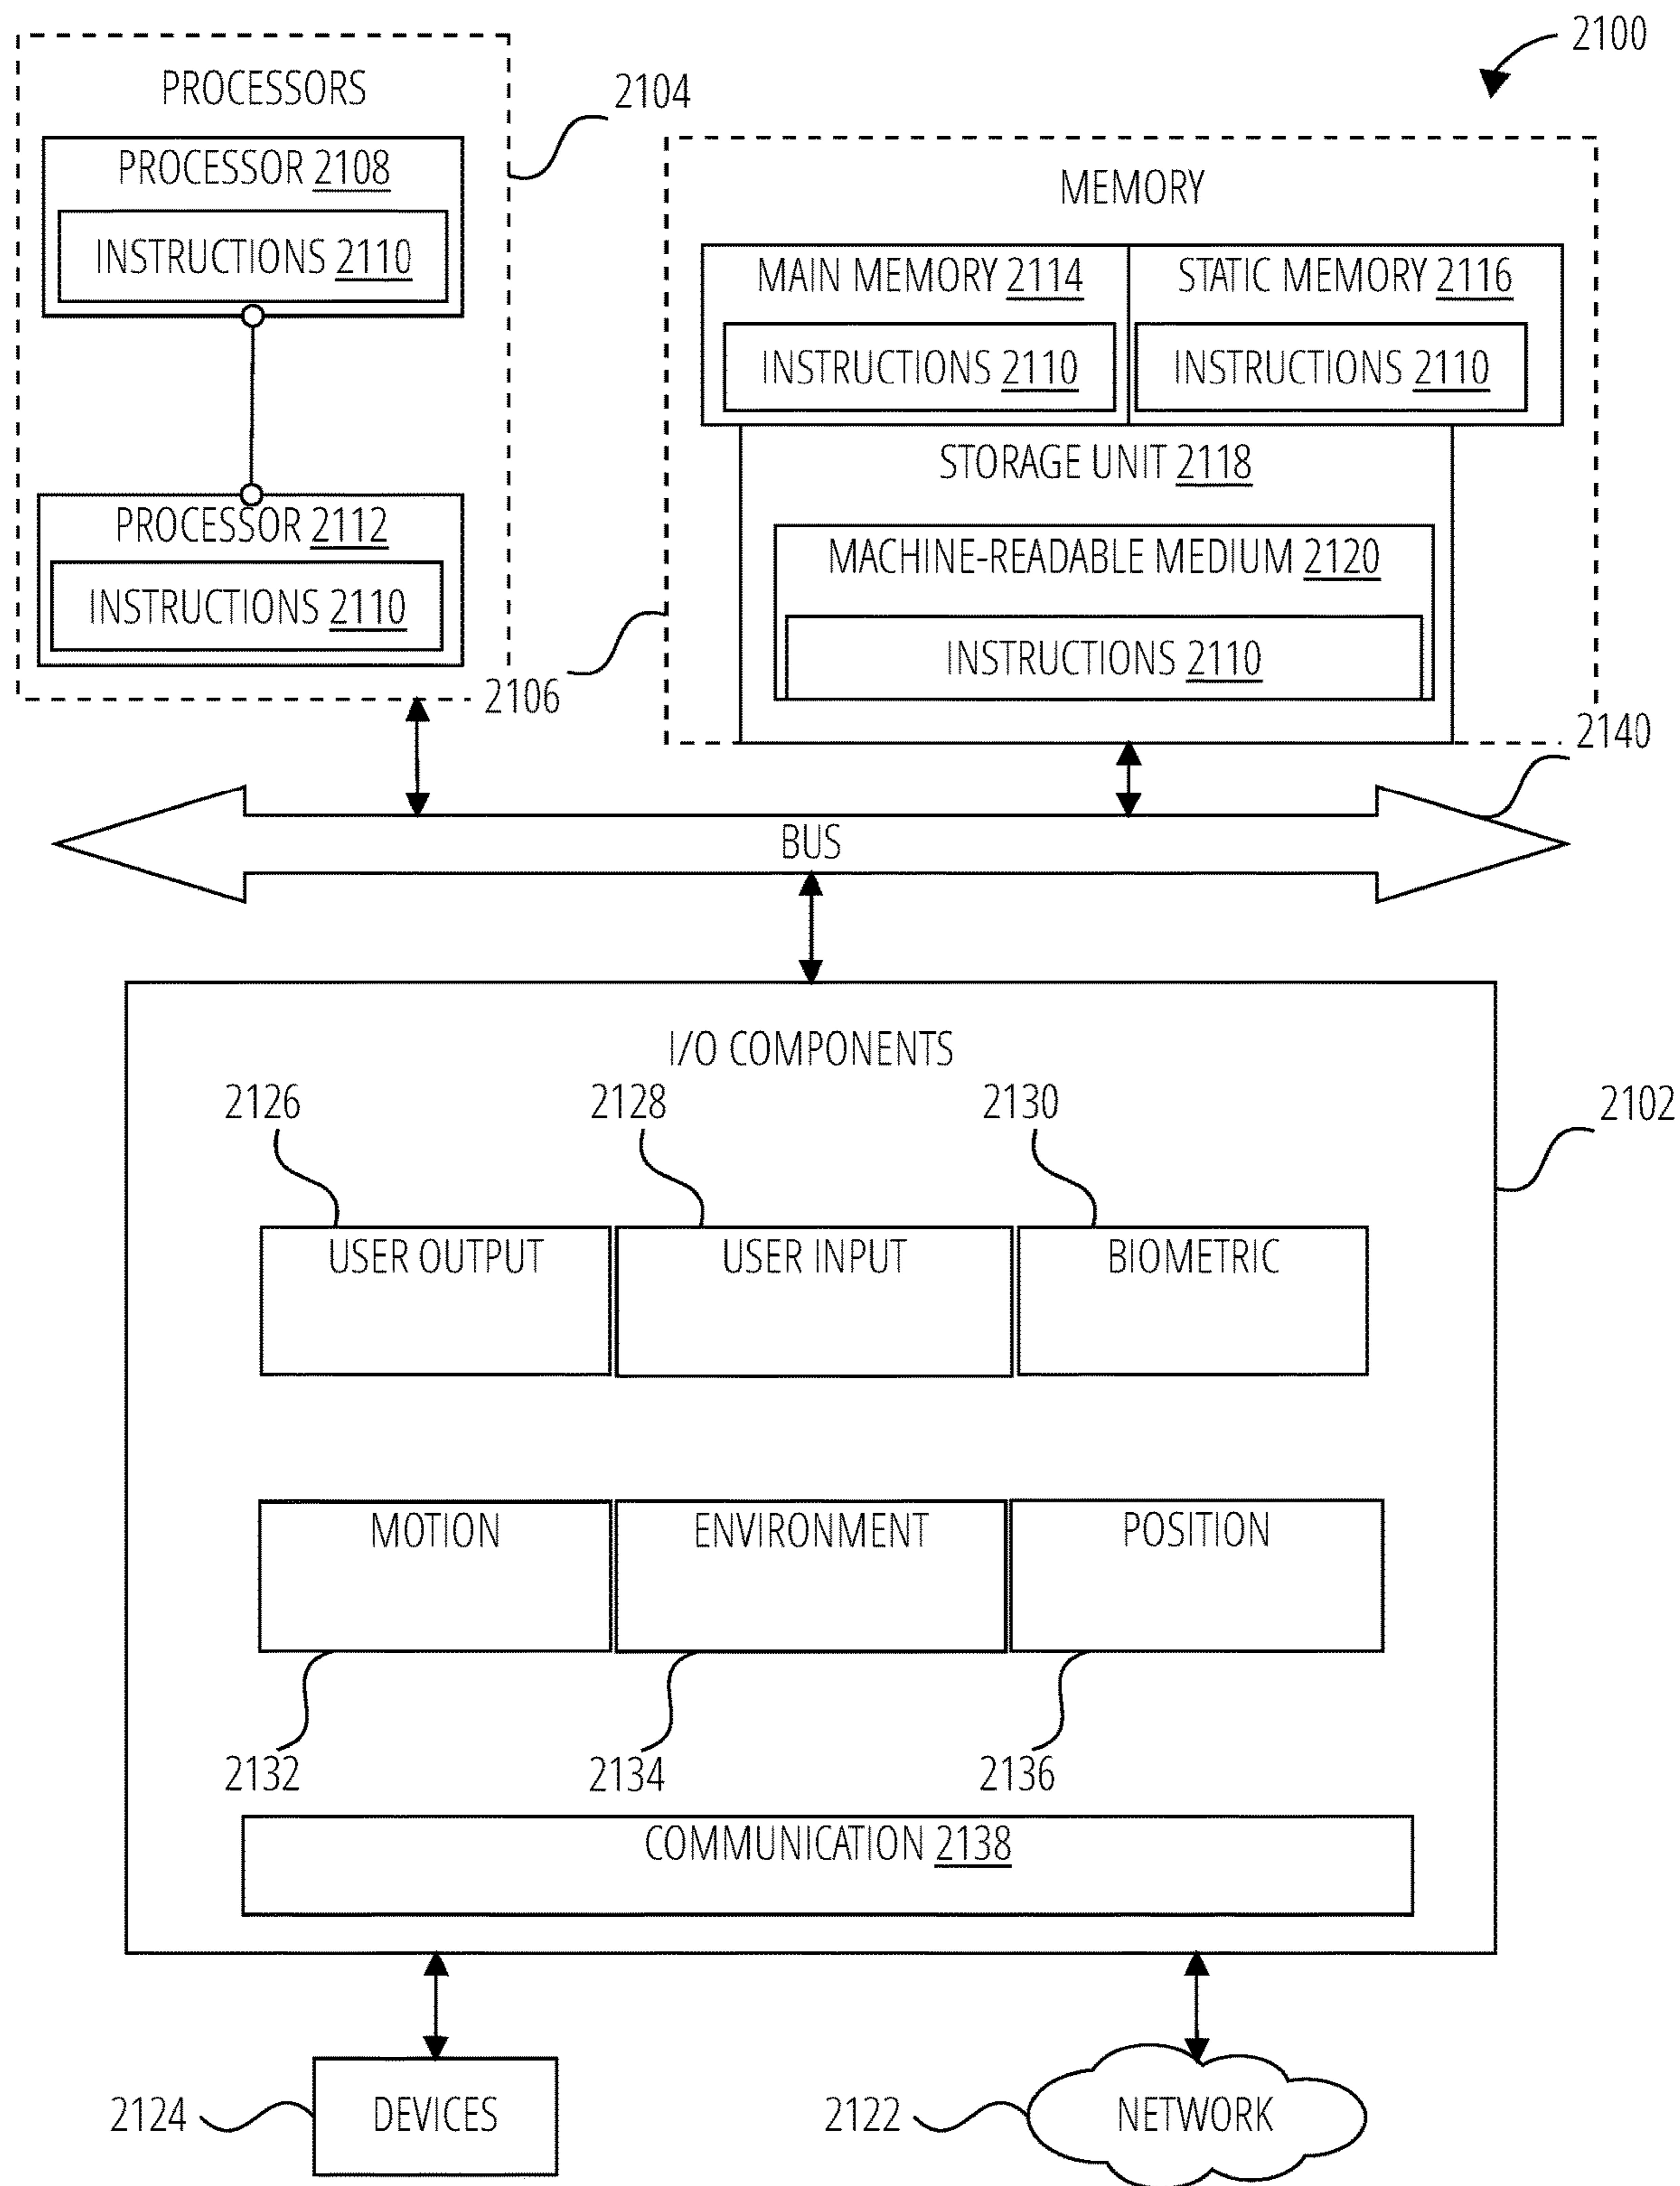 2100
PROCESSORS
2104
PROCESSOR 2108
INSTRUCTIONS 2110
MEMORY
MAIN MEMORY 2114
STATIC MEMORY 2116
INSTRUCTIONS 2110
INSTRUCTIONS 2110
STORAGE UNIT 2118
PROCESSOR 2112
INSTRUCTIONS 2110
MACHINE-READABLE MEDIUM 2120
INSTRUCTIONS 2110
2106
2140
BUS
I/O COMPONENTS
2126
2128
2130
2102
USER OUTPUT
USER INPUT
BIOMETRIC
MOTION
ENVIRONMENT
POSITION
2132
2134
2136
COMMUNICATION 2138
2124
DEVICES
2122
NETWORK